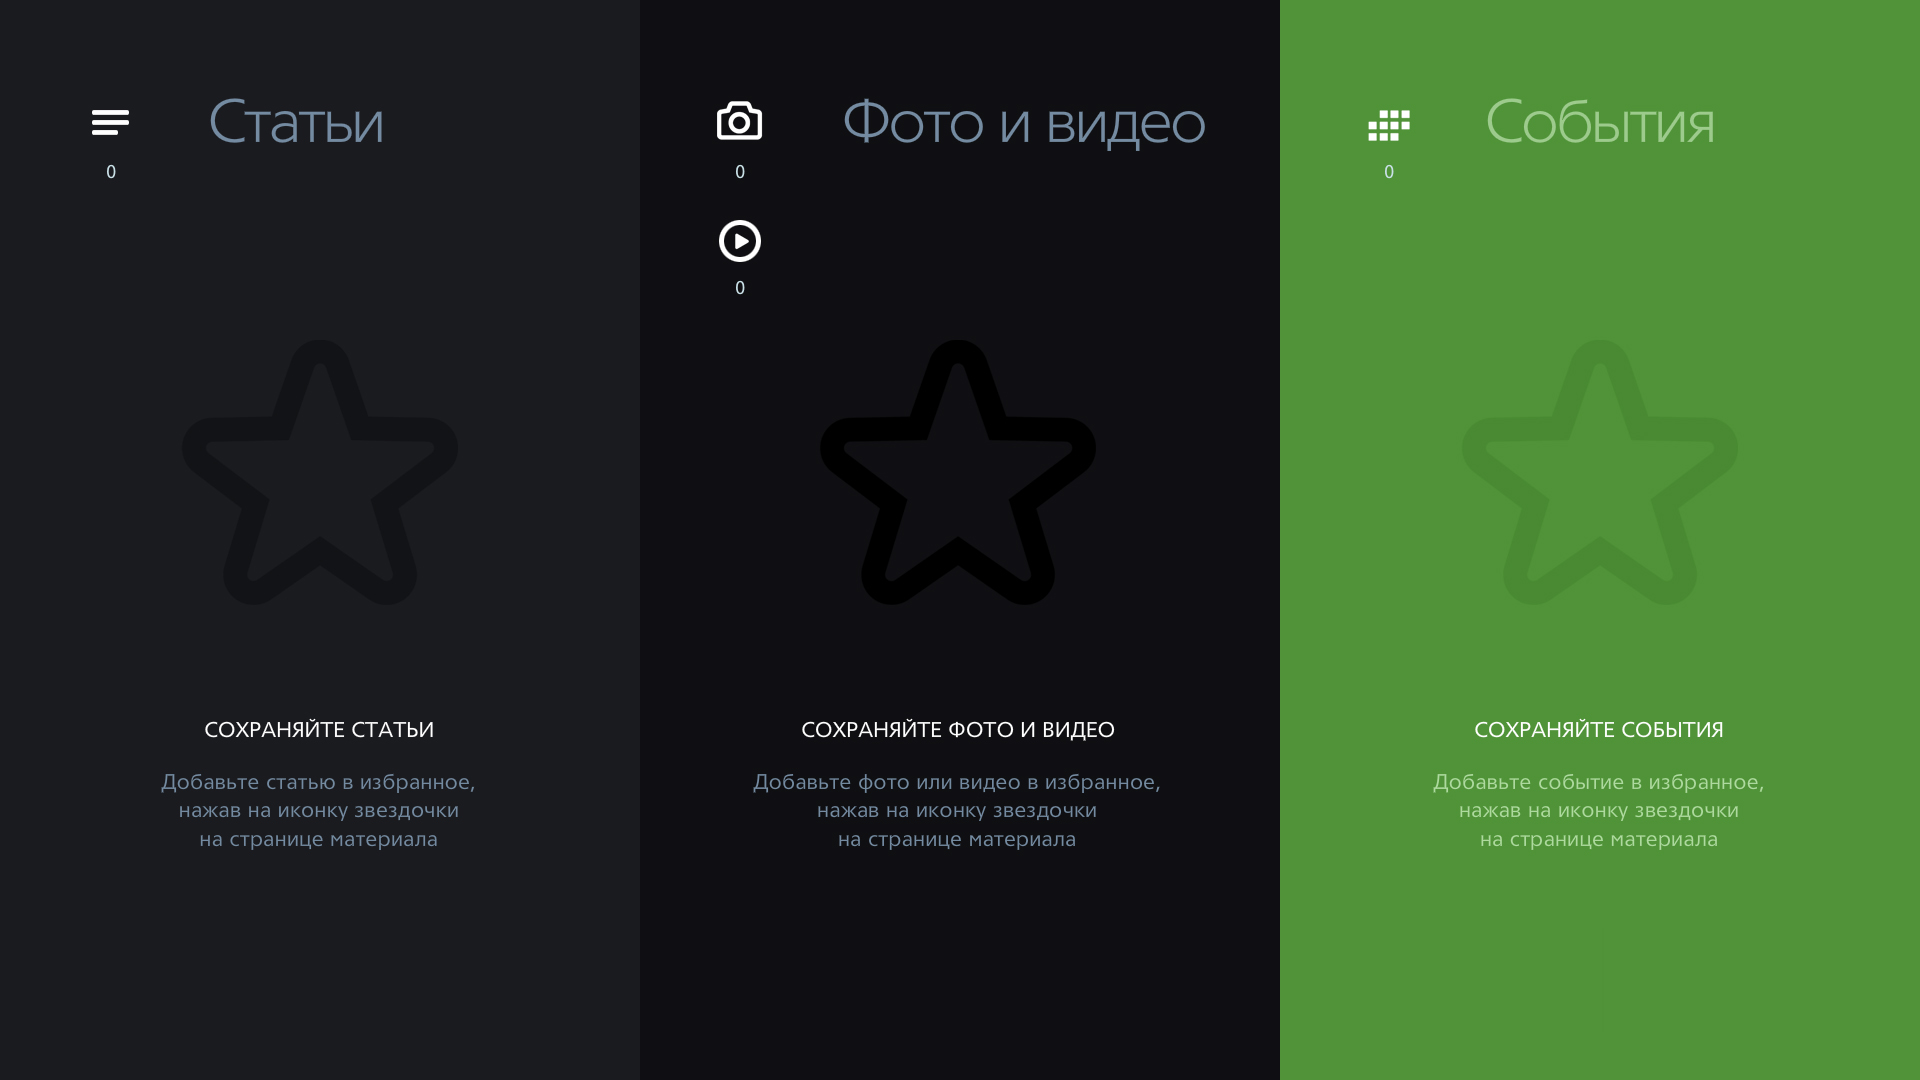 Статьи
0
СОХРАНЯЙТЕ СТАТЬИ
Добавьте статью в избранное,
нажав на иконку звездочки
на странице материала
Фото и видео
0
0
СОХРАНЯЙТЕ ФОТО И ВИДЕО
Добавьте фото или видео в избранное,
нажав на иконку звездочки
на странице материала
События
0
СОХРАНЯЙТЕ СОБЫТИЯ
Добавьте событие в избранное,
нажав на иконку звездочки
на странице материала